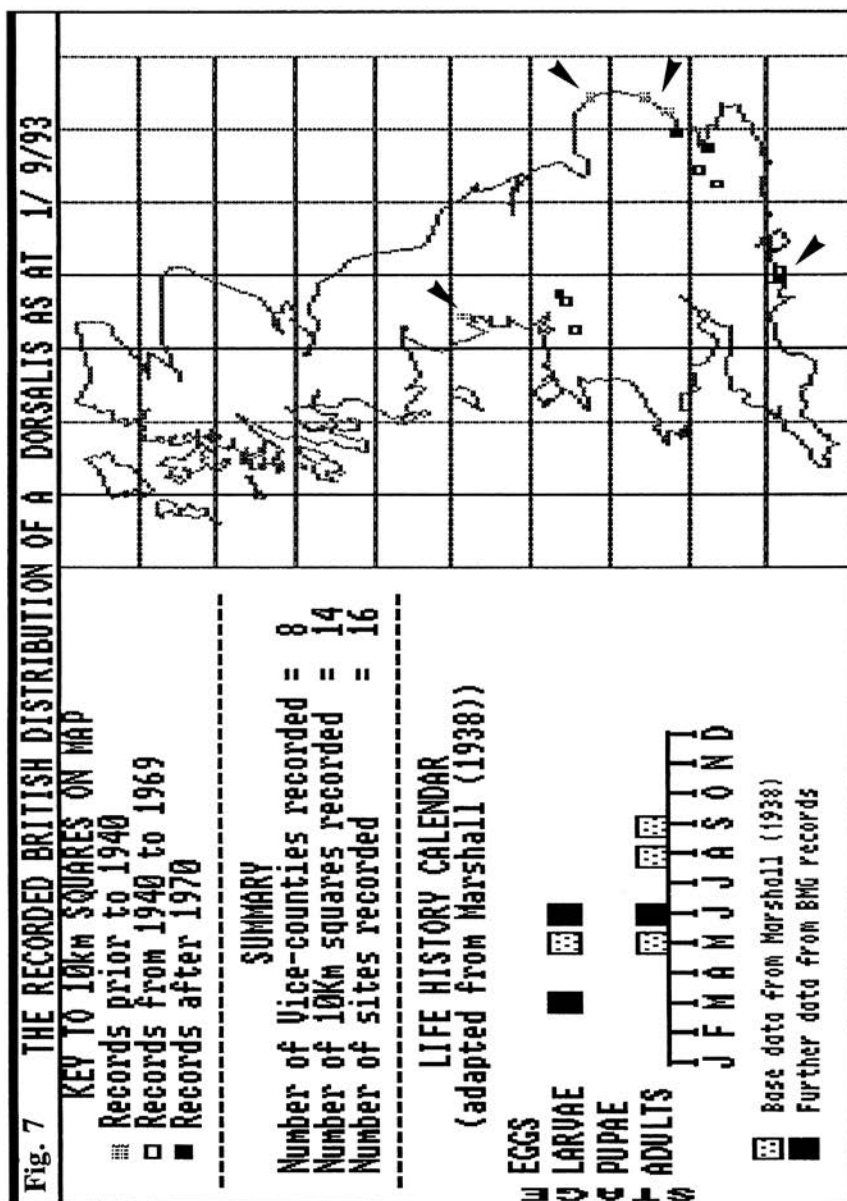 Fig. 7 THE RECORDED BRITISH DISTRIBUTION OF A DORSALIS AS AT 1/ 9/93
KEY TO 10km SQUARES ON MAP
Records prior to 1940
Records from 1940 to 1969
Records after 1970
SUMMARY
Number of Vice-counties recorded = 8
Number of 10Km squares recorded = 14
Number of sites recorded = 16
LIFE HISTORY CALENDAR
(adapted from Marshall (1938))
EGGS
LARVAE
PUPAE
ADULTS
J F M A M J J A S O N D
Base data from Marshall (1938)
Further data from BMG records